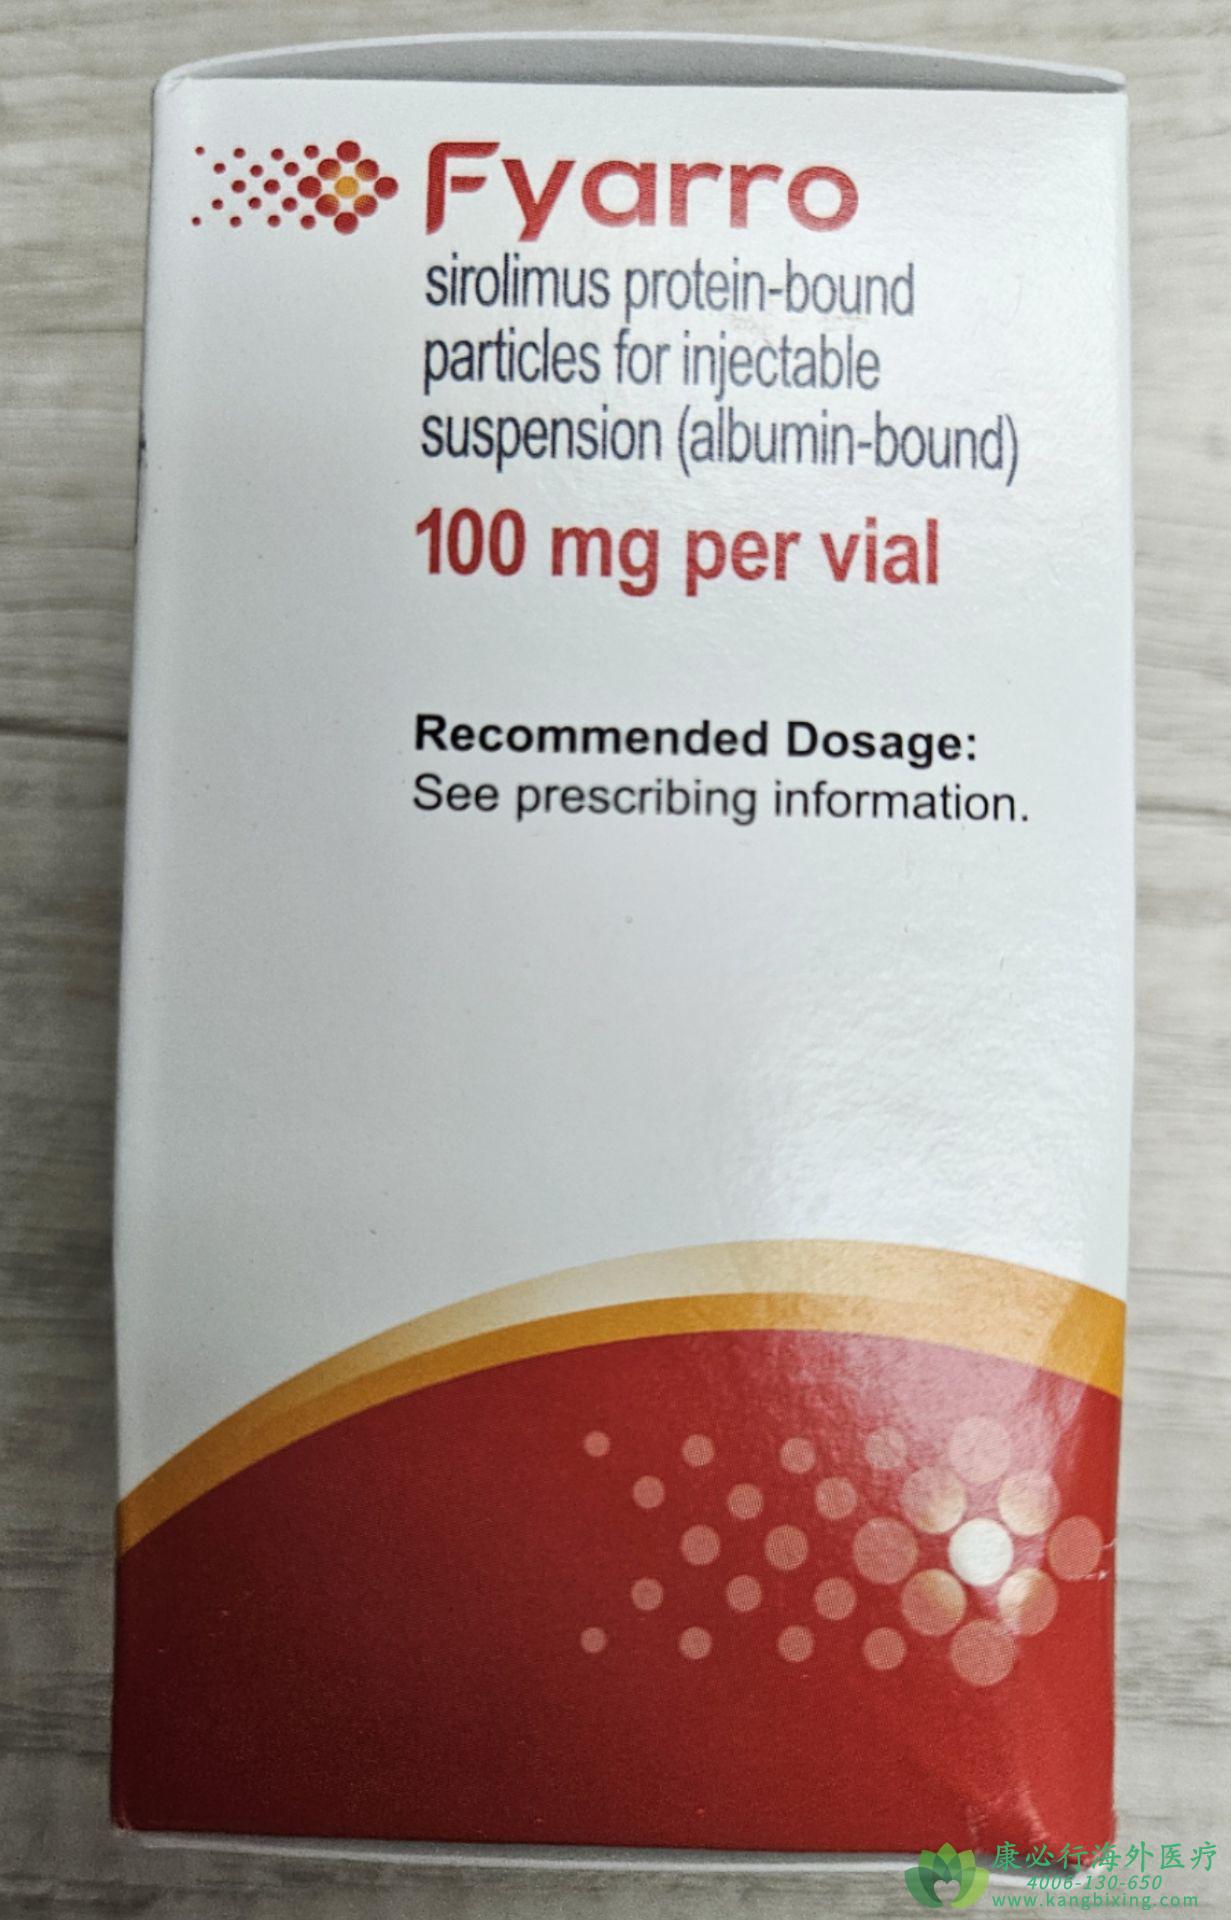 Fyarro
sirolimus protein-bound
particles for injectable
suspension (albumin-bound)
100 mg per vial
Recommended Dosage:
See prescribing information.
康必行海外医疗
4006-130-650
www.kangbixing.com